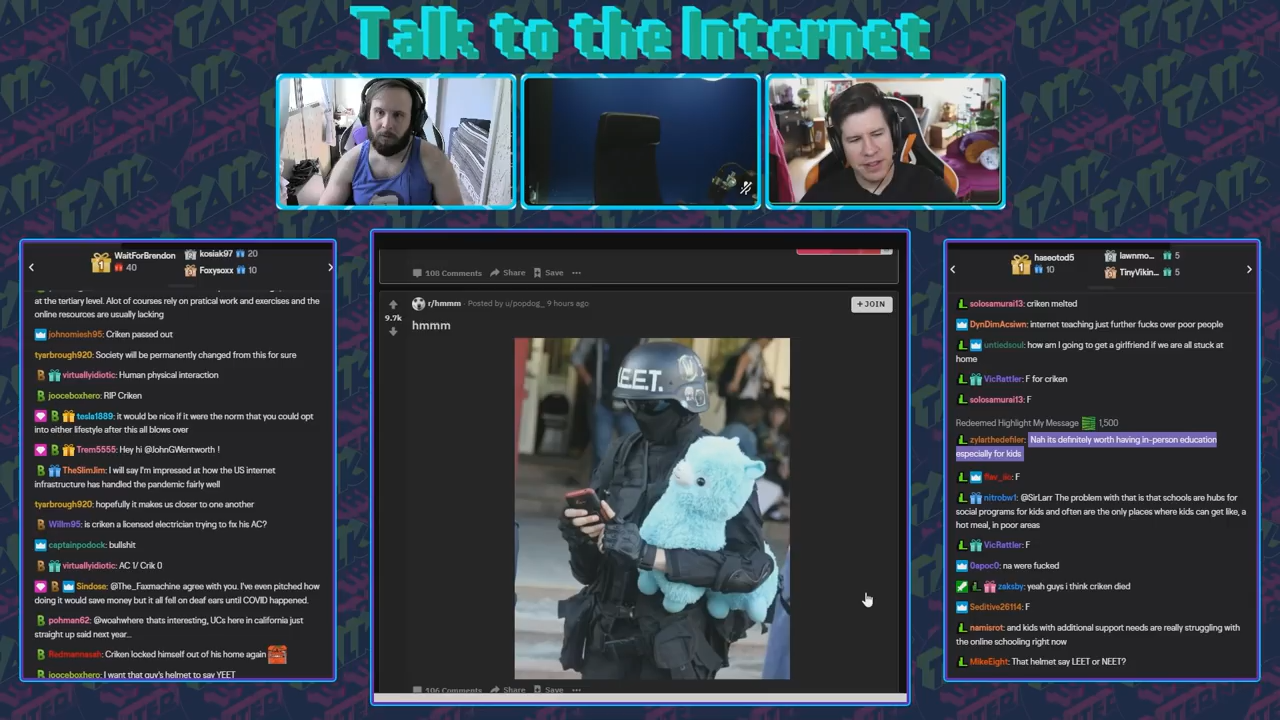 Talk to the Internet
WaitForBrendon
40
kosiak97 20
Foxysoxx 10
at the tertiary level. Alot of courses rely on pratical work and exercises and the
online resources are usuken lacking
johnomiesh95: Criken passed out
tyarbrough920: Society will be permanently changed from this for sure
virtuallyidiotic: Human physical interaction
jooceboxhero: RIP Criken
tesla1889: it would be nice if it were the norm that you could opt
into either lifestyle after this all blows over
Trem5555: Hey hi @JohnGWentworth !
TheSlimJim: I will say I'm impressed at how the US internet
infrastructure has handled the pandemic fairly well
tyarbrough920: hopefully it makes us closer to one another
Willm95: is criken a licensed electrician trying to fix his AC?
captainpodock: bullshit
virtuallyidiotic: AC 1/ Crik 0
Sindose: @The_Faxmachine agree with you. I've even pitched how
doing it would save money but it all fell on deaf ears until COVID happened.
pohman62: @woahwhere thats interesting, UCs here in california just
straight up said next year...
Redmannasah: Criken locked himself out of his home again
jooceboxhero: I want that guy's helmet to say YEET
108 Comments Share Save
r/hmmm · Posted by u/popdog_ 9 hours ago
+ JOIN
9.7k
hmmm
.E.E.T.
106 Comments Share Save
haseotod5
10
lawnmo... 5
TinyVikin... 5
solosamurai13: criken melted
DynDimAcsiwn: internet teaching just further fucks over poor people
untiedsoul: how am I going to get a girlfriend if we are all stuck at
home
VicRattler: F for criken
solosamurai13: F
Redeemed Highlight My Message 1,500
zylarthedefiler: Nah its definitely worth having in-person education
especially for kids
flav_iic: F
nitrobw1: @SirLarr The problem with that is that schools are hubs for
social programs for kids and often are the only places where kids can get like, a
hot meal, in poor areas
VicRattler: F
0apoc0: na were fucked
zaksby: yeah guys i think criken died
Seditive26114: F
namisrot: and kids with additional support needs are really struggling with
the online schooling right now
MikeEight: That helmet say LEET or NEET?